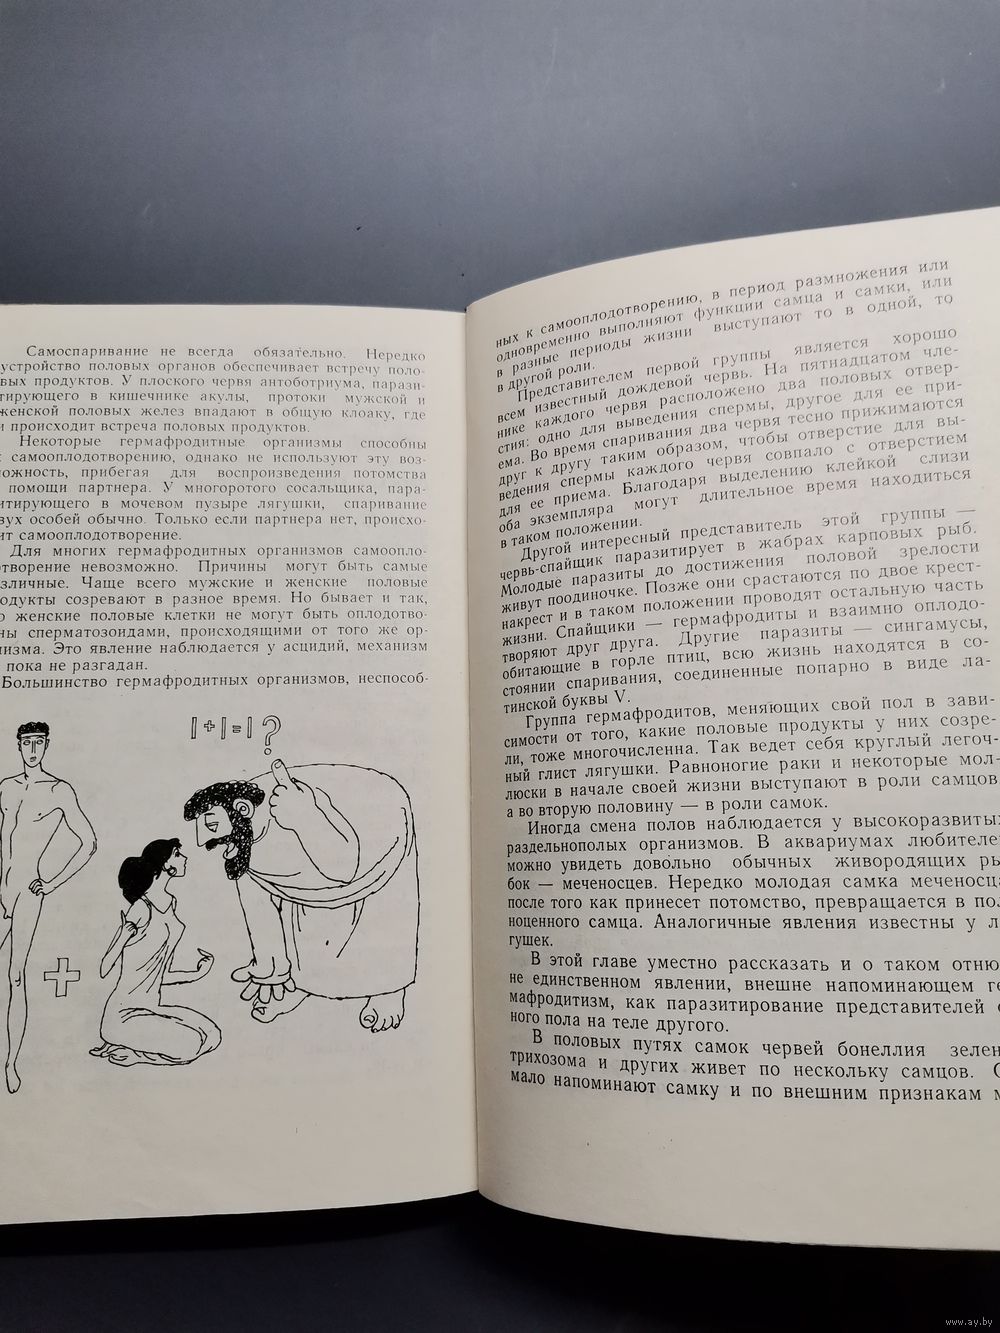 Самоспаривание не всегда обязательно. Нередко
устройство половых органов обеспечивает встречу поло-
вых продуктов. У плоского червя антоботриума, парази-
тирующего в кишечнике акулы, протоки мужской и
женской половых желез впадают в общую клоаку, где
и происходит встреча половых продуктов.
Некоторые гермафродитные организмы способны
к самооплодотворению, однако не используют эту воз-
можность, прибегая для воспроизведения потомства
помощи партнера. У многоротого сосальщика, пара-
зитирующего в мочевом пузыре лягушки, спаривание
вух особей обычно. Только если партнера нет, происхо-
ит самооплодотворение.
Для многих гермафродитных организмов самоопло-
отворение невозможно. Причины могут быть самые
зличные. Чаще всего мужские и женские половые
одукты созревают в разное время. Но бывает и так,
о женские половые клетки не могут быть оплодотво-
ны сперматозоидами, происходящими от того же ор-
низма. Это явление наблюдается у асцидий, механизм
пока не разгадан.
Большинство гермафродитных организмов, неспособ-
1+1=1?
+
ных к самооплодотворению, в период размножения или
одновременно выполняют функции самца и самки, или
в разные периоды жизни выступают то в одной, то
в другой роли.
Представителем первой группы является хорошо
всем известный дождевой червь. На пятнадцатом чле-
нике каждого червя расположено два половых отвер-
стия: одно для выведения спермы, другое для ее при-
ема. Во время спаривания два червя тесно прижимаются
друг к другу таким образом, чтобы отверстие для вы-
ведения спермы каждого червя совпало с отверстием
для ее приема. Благодаря выделению клейкой слизи
оба экземпляра могут длительное время находиться
в таком положении.
Другой интересный представитель этой группы —
червь-спайщик паразитирует в жабрах карповых рыб.
Молодые паразиты до достижения половой зрелости
живут поодиночке. Позже они срастаются по двое крест-
накрест и в таком положении проводят остальную часть
жизни. Спайщики — гермафродиты и взаимно оплодо-
творяют друг друга. Другие паразиты — сингамусы,
обитающие в горле птиц, всю жизнь находятся в со-
стоянии спаривания, соединенные попарно в виде ла-
тинской буквы V.
Группа гермафродитов, меняющих свой пол в зави-
симости от того, какие половые продукты у них созре-
ли, тоже многочисленна. Так ведет себя круглый легоч-
ный глист лягушки. Равноногие раки и некоторые мол-
люски в начале своей жизни выступают в роли самцов,
а во вторую половину — в роли самок.
Иногда смена полов наблюдается у высокоразвитых
раздельнополых организмов. В аквариумах любителе
можно увидеть довольно обычных живородящих ры
бок — меченосцев. Нередко молодая самка меченосца
после того как принесет потомство, превращается в пол
ноценного самца. Аналогичные явления известны у л
гушек.
В этой главе уместно рассказать и о таком отню
не единственном явлении, внешне напоминающем ге
мафродитизм, как паразитирование представителей о
ного пола на теле другого.
В половых путях самок червей бонеллия зелен
трихозома и других живет по нескольку самцов. О
мало напоминают самку и по внешним признакам м
www.ay.by